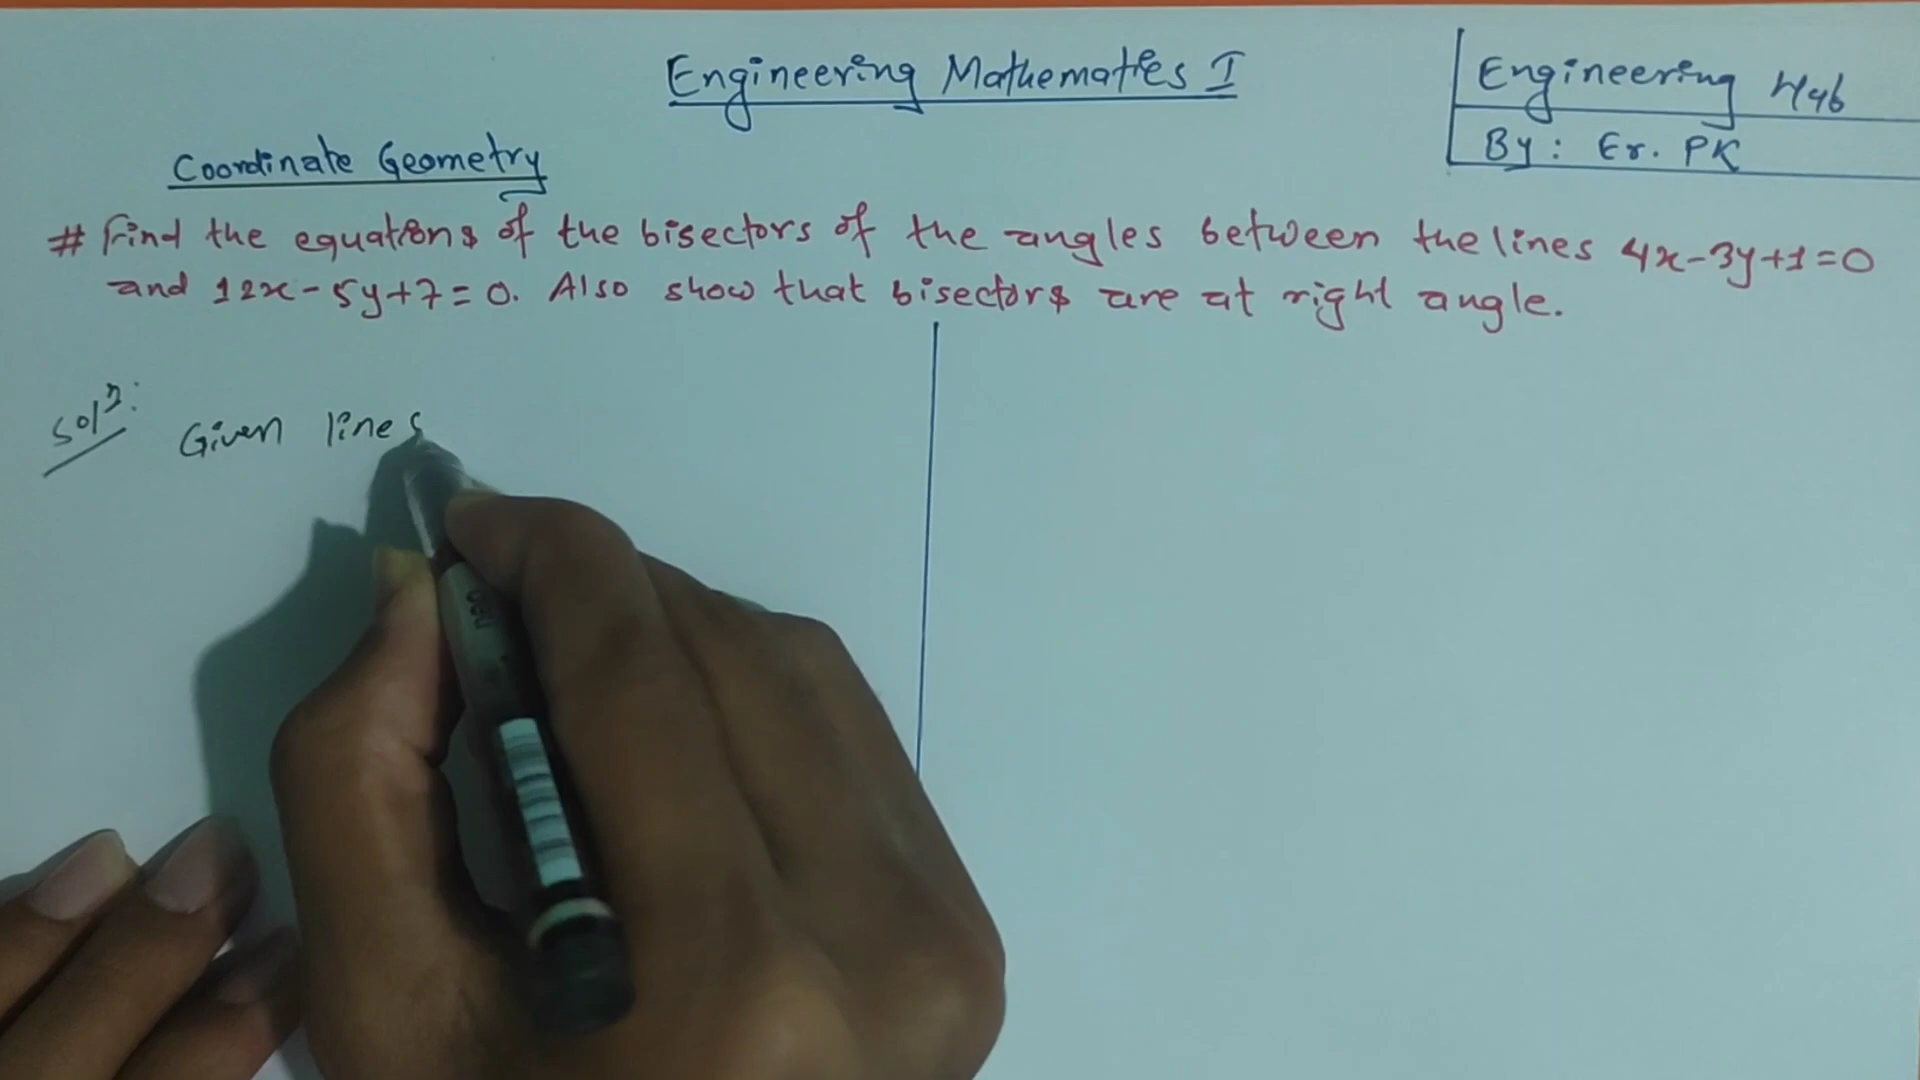 Engineering Mathematics I
Engineering Hub
By: Er. PK
Coordinate Geometry
# Find the equations of the bisectors of the angles between the lines 4x-3y+1=0
and 12x-5y+7=0. Also show that bisectors are at right angle.
Solⁿ: Given lines